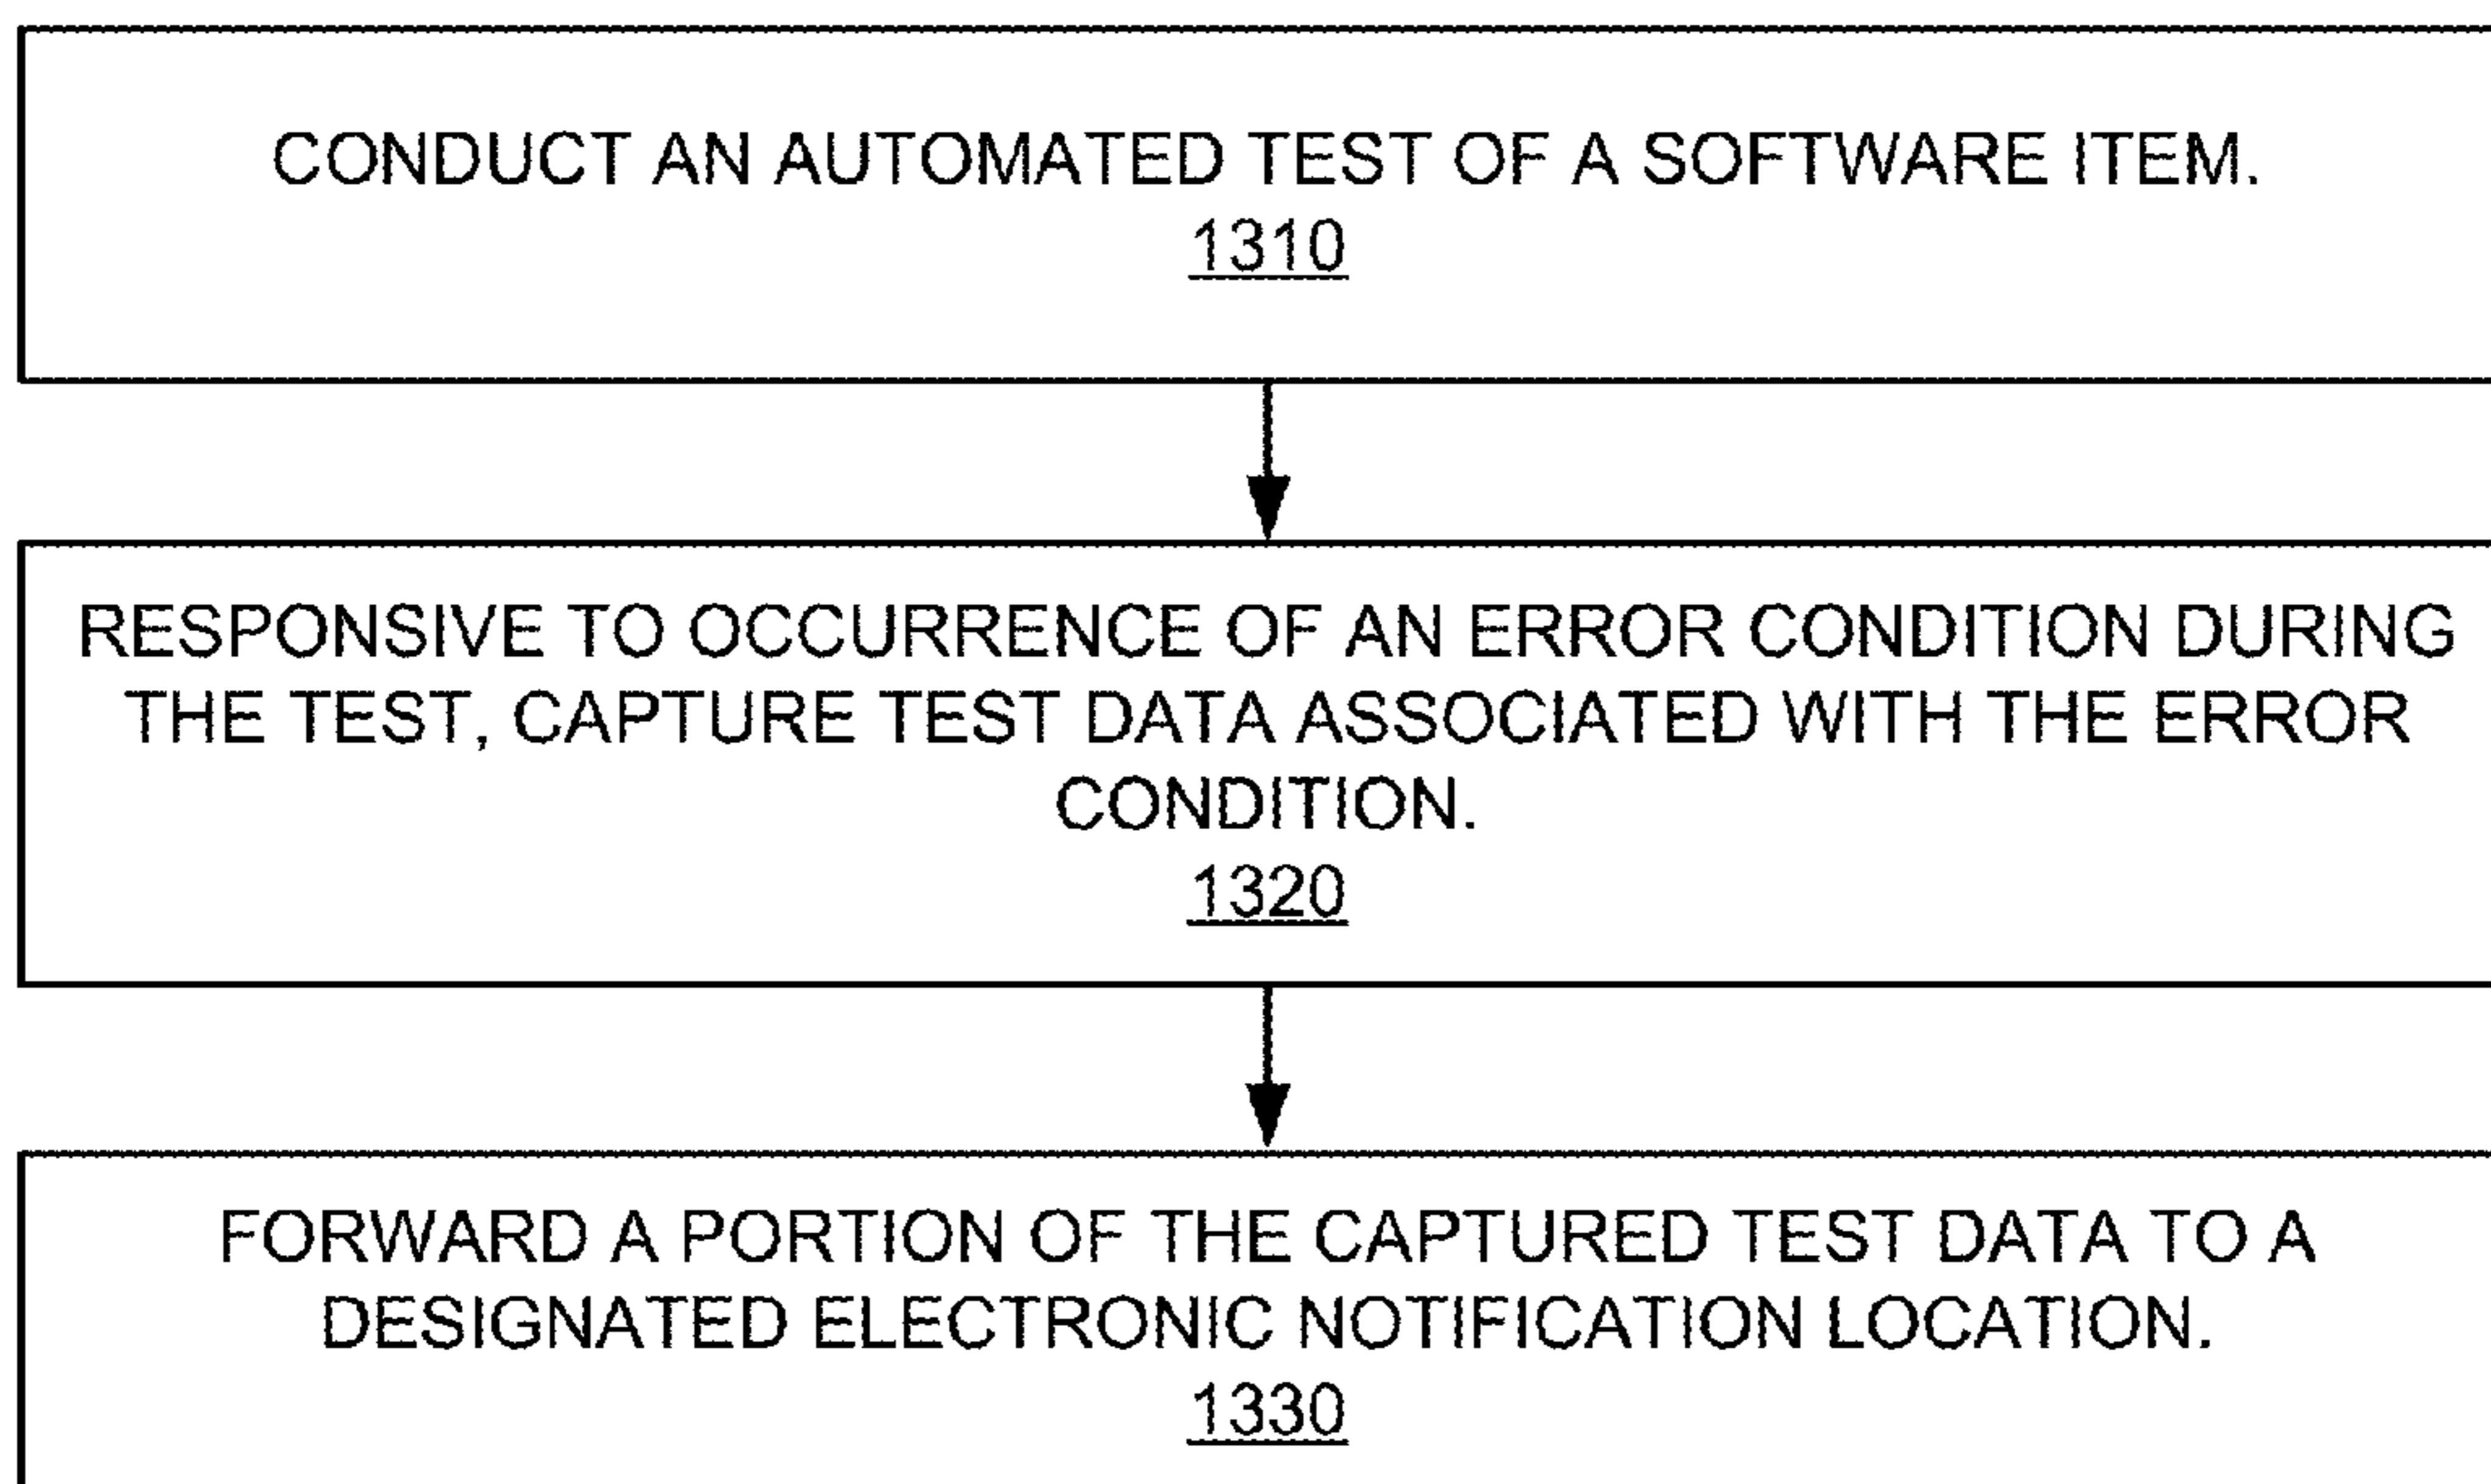 CONDUCT AN AUTOMATED TEST OF A SOFTWARE ITEM.
1310
RESPONSIVE TO OCCURRENCE OF AN ERROR CONDITION DURING
THE TEST, CAPTURE TEST DATA ASSOCIATED WITH THE ERROR
CONDITION.
1320
FORWARD A PORTION OF THE CAPTURED TEST DATA TO A
DESIGNATED ELECTRONIC NOTIFICATION LOCATION.
1330